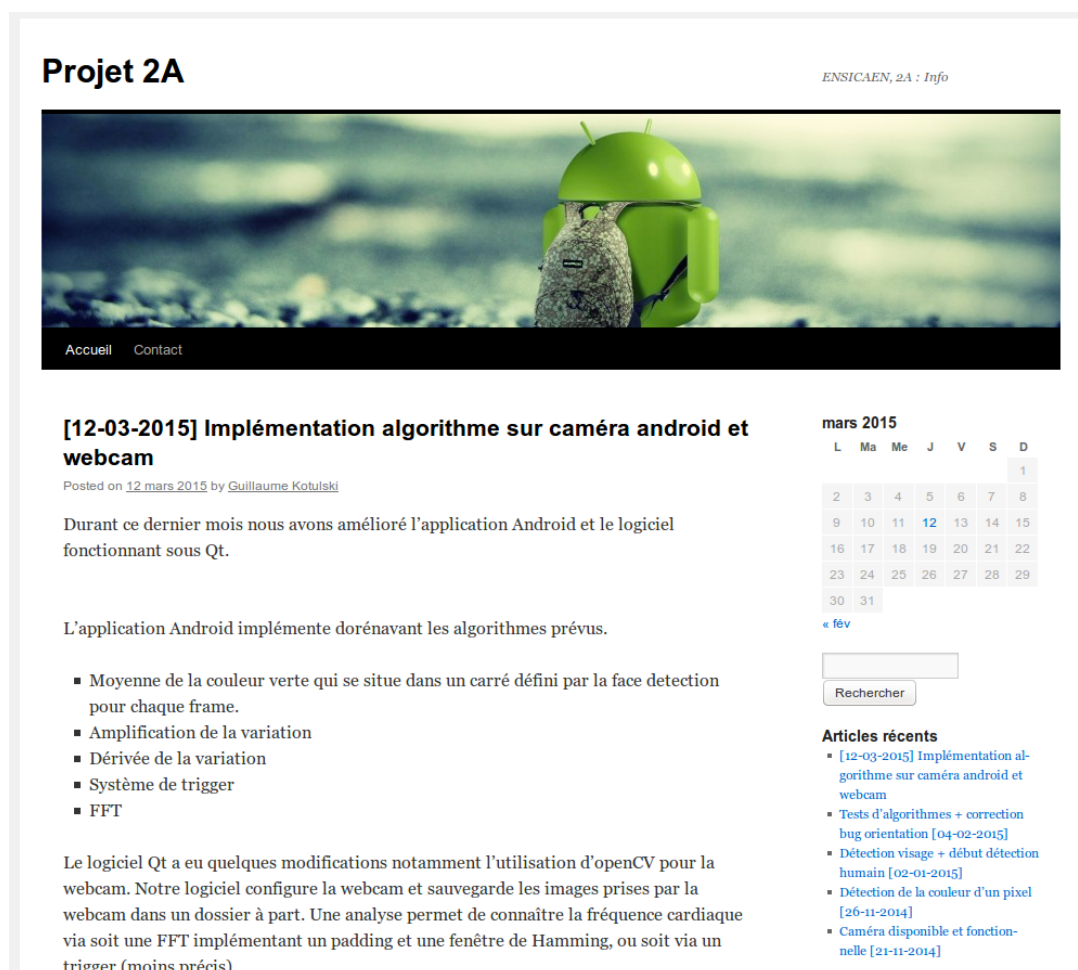 Projet 2A
ENSICAEN, 2A : Info
Accueil Contact
[12-03-2015] Implémentation algorithme sur caméra android et
webcam
Posted on 12 mars 2015 by Guillaume Kotulski
Durant ce dernier mois nous avons amélioré l'application Android et le logiciel
fonctionnant sous Qt.
L'application Android implémente dorénavant les algorithmes prévus.
Moyenne de la couleur verte qui se situe dans un carré défini par la face detection
pour chaque frame.
Amplification de la variation
Dérivée de la variation
Système de trigger
FFT
Le logiciel Qt a eu quelques modifications notamment l'utilisation d'openCV pour la
webcam. Notre logiciel configure la webcam et sauvegarde les images prises par la
webcam dans un dossier à part. Une analyse permet de connaître la fréquence cardiaque
via soit une FFT implémentant un padding et une fenêtre de Hamming, ou soit via un
trigger (moins précis)
mars 2015
L Ma Me J V S D
1
2 3 4 5 6 7 8
9 10 11 12 13 14 15
16 17 18 19 20 21 22
23 24 25 26 27 28 29
30 31
« fév
Rechercher
Articles récents
[12-03-2015] Implémentation al-
gorithme sur caméra android et
webcam
Tests d'algorithmes + correction
bug orientation [04-02-2015]
Détection visage + début détection
humain [02-01-2015]
Détection de la couleur d'un pixel
[26-11-2014]
Caméra disponible et fonction-
nelle [21-11-2014]